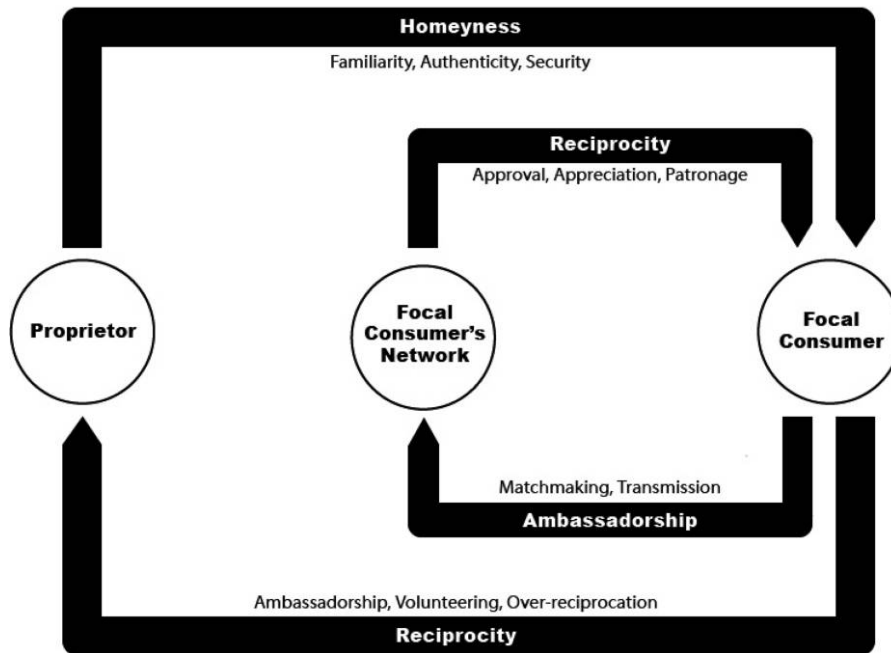 Homeyness
Familiarity, Authenticity, Security
Reciprocity
Approval, Appreciation, Patronage
Proprietor
Focal
Consumer's
Network
Focal
Consumer
Matchmaking, Transmission
Ambassadorship
Ambassadorship, Volunteering, Over-reciprocation
Reciprocity